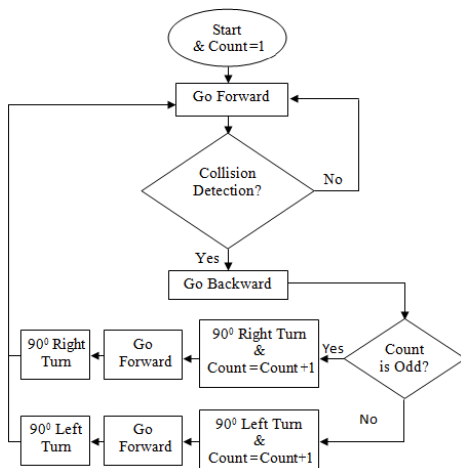 Start
& Count=1
Go Forward
Collision
Detection?
No
Yes
Go Backward
90⁰ Right
Turn
Go
Forward
90⁰ Right Turn
&
Count=Count+1
Yes
Count
is Odd?
No
90⁰ Left
Turn
Go
Forward
90⁰ Left Turn
&
Count=Count+1